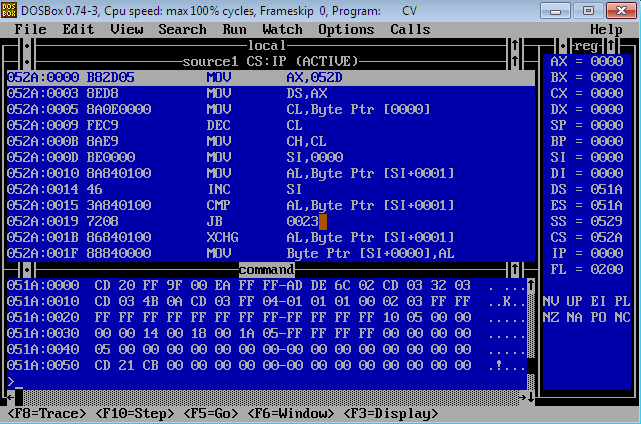 DOSBox 0.74-3, Cpu speed: max 100% cycles, Frameskip 0, Program: CV
File Edit View Search Run Watch Options Calls Help
local
source1 CS:IP (ACTIVE)
052A:0000 B82D05 MOV AX,052D
052A:0003 8ED8 MOV DS,AX
052A:0005 8A0E0000 MOV CL,Byte Ptr [0000]
052A:0009 FEC9 DEC CL
052A:000B 8AE9 MOV CH,CL
052A:000D BE0000 MOV SI,0000
052A:0010 8A840100 MOV AL,Byte Ptr [SI+0001]
052A:0014 46 INC SI
052A:0015 3A840100 CMP AL,Byte Ptr [SI+0001]
052A:0019 7208 JB 0023
052A:001B 86840100 XCHG AL,Byte Ptr [SI+0001]
052A:001F 88840000 MOV Byte Ptr [SI+0000],AL
command
051A:0000 CD 20 FF 9F 00 EA FF FF-AD DE 6C 02 CD 03 32 03
051A:0010 CD 03 4B 0A CD 03 FF 04-01 01 01 00 02 03 FF FF ..K..
051A:0020 FF FF FF FF FF FF FF FF-FF FF FF FF 10 05 00 00
051A:0030 00 00 14 00 18 00 1A 05-FF FF FF FF 00 00 00 00
051A:0040 05 00 00 00 00 00 00 00-00 00 00 00 00 00 00 00
051A:0050 CD 21 CB 00 00 00 00 00-00 00 00 00 00 00 00 00 .!...
>_
reg
AX = 0000
BX = 0000
CX = 0000
DX = 0000
SP = 0000
BP = 0000
SI = 0000
DI = 0000
DS = 051A
ES = 051A
SS = 0529
CS = 052A
IP = 0000
FL = 0200
NV UP EI PL
NZ NA PO NC
<F8=Trace> <F10=Step> <F5=Go> <F6=Window> <F3=Display>